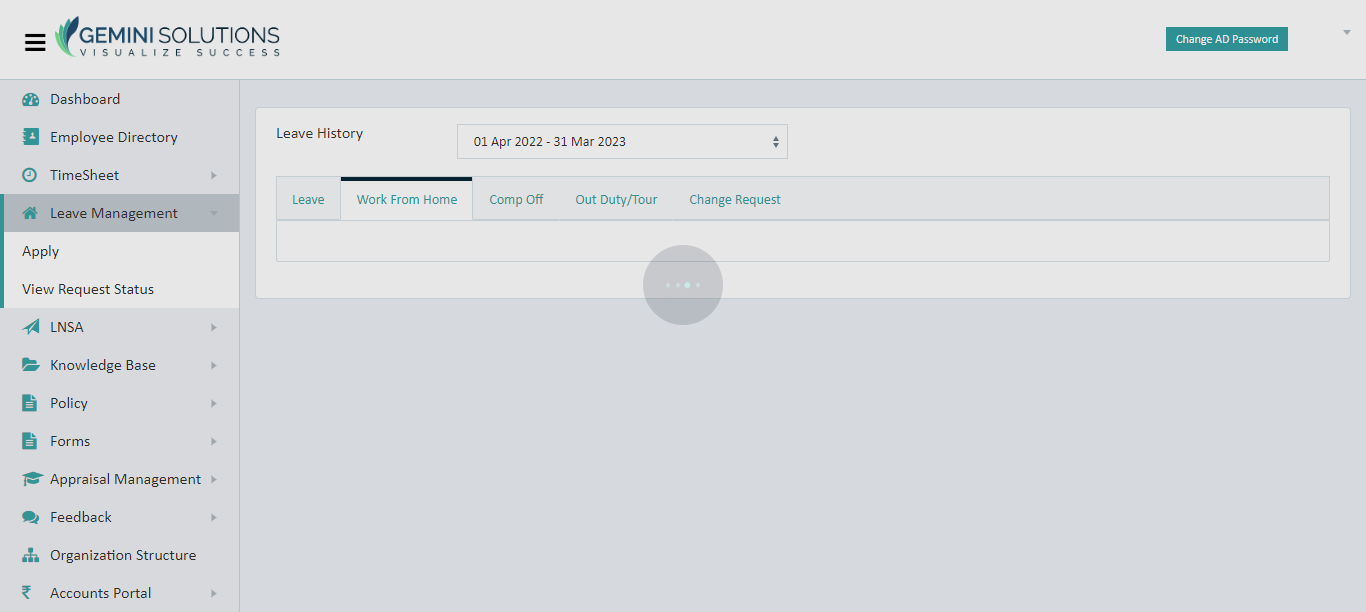 GEMINI SOLUTIONS
VISUALIZE SUCCESS
Change AD Password
Dashboard
Employee Directory
TimeSheet
Leave Management
Apply
View Request Status
LNSA
Knowledge Base
Policy
Forms
Appraisal Management
Feedback
Organization Structure
₹ Accounts Portal
Leave History
01 Apr 2022 - 31 Mar 2023
Leave Work From Home Comp Off Out Duty/Tour Change Request